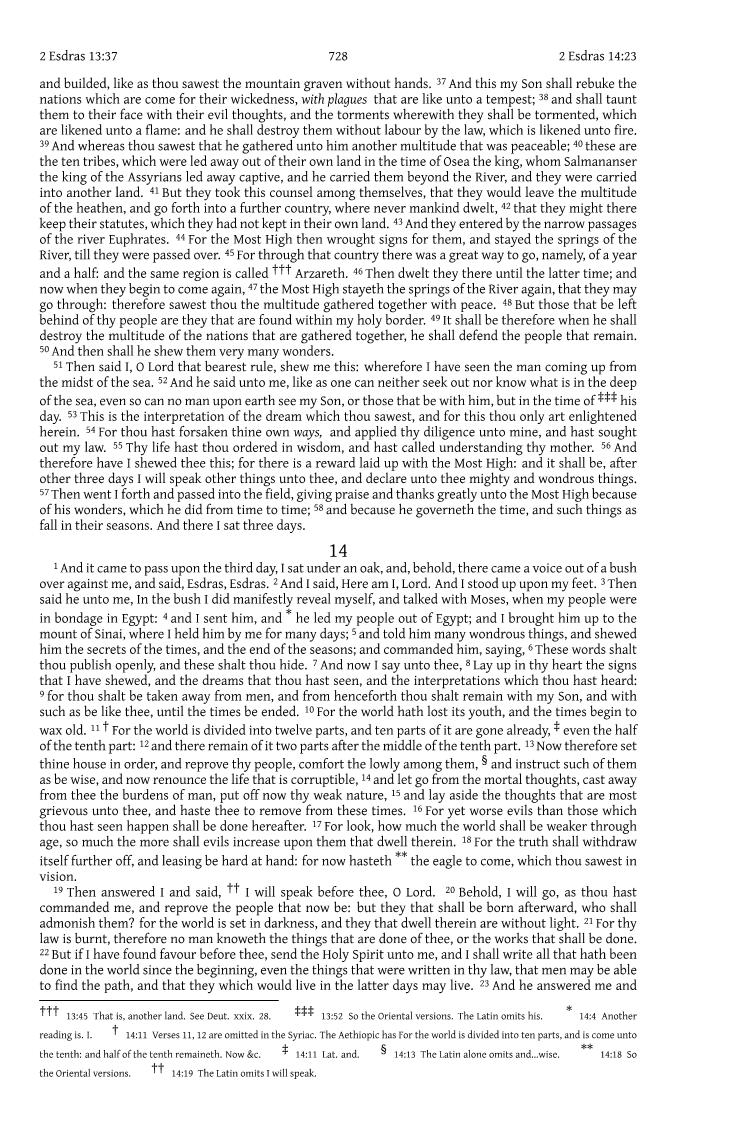 2 Esdras 13:37 728 2 Esdras 14:23
and builded, like as thou sawest the mountain graven without hands. 37 And this my Son shall rebuke the
nations which are come for their wickedness, with plagues that are like unto a tempest; 38 and shall taunt
them to their face with their evil thoughts, and the torments wherewith they shall be tormented, which
are likened unto a flame: and he shall destroy them without labour by the law, which is likened unto fire.
39 And whereas thou sawest that he gathered unto him another multitude that was peaceable; 40 these are
the ten tribes, which were led away out of their own land in the time of Osea the king, whom Salmananser
the king of the Assyrians led away captive, and he carried them beyond the River, and they were carried
into another land. 41 But they took this counsel among themselves, that they would leave the multitude
of the heathen, and go forth into a further country, where never mankind dwelt, 42 that they might there
keep their statutes, which they had not kept in their own land. 43 And they entered by the narrow passages
of the river Euphrates. 44 For the Most High then wrought signs for them, and stayed the springs of the
River, till they were passed over. 45 For through that country there was a great way to go, namely, of a year
and a half: and the same region is called ††† Arzareth. 46 Then dwelt they there until the latter time; and
now when they begin to come again, 47 the Most High stayeth the springs of the River again, that they may
go through: therefore sawest thou the multitude gathered together with peace. 48 But those that be left
behind of thy people are they that are found within my holy border. 49 It shall be therefore when he shall
destroy the multitude of the nations that are gathered together, he shall defend the people that remain.
50 And then shall he shew them very many wonders.
51 Then said I, O Lord that bearest rule, shew me this: wherefore I have seen the man coming up from
the midst of the sea. 52 And he said unto me, like as one can neither seek out nor know what is in the deep
of the sea, even so can no man upon earth see my Son, or those that be with him, but in the time of ‡‡‡ his
day. 53 This is the interpretation of the dream which thou sawest, and for this thou only art enlightened
herein. 54 For thou hast forsaken thine own ways, and applied thy diligence unto mine, and hast sought
out my law. 55 Thy life hast thou ordered in wisdom, and hast called understanding thy mother. 56 And
therefore have I shewed thee this; for there is a reward laid up with the Most High: and it shall be, after
other three days I will speak other things unto thee, and declare unto thee mighty and wondrous things.
57 Then went I forth and passed into the field, giving praise and thanks greatly unto the Most High because
of his wonders, which he did from time to time; 58 and because he governeth the time, and such things as
fall in their seasons. And there I sat three days.
14
1 And it came to pass upon the third day, I sat under an oak, and, behold, there came a voice out of a bush
over against me, and said, Esdras, Esdras. 2 And I said, Here am I, Lord. And I stood up upon my feet. 3 Then
said he unto me, In the bush I did manifestly reveal myself, and talked with Moses, when my people were
in bondage in Egypt: 4 and I sent him, and * he led my people out of Egypt; and I brought him up to the
mount of Sinai, where I held him by me for many days; 5 and told him many wondrous things, and shewed
him the secrets of the times, and the end of the seasons; and commanded him, saying, 6 These words shalt
thou publish openly, and these shalt thou hide. 7 And now I say unto thee, 8 Lay up in thy heart the signs
that I have shewed, and the dreams that thou hast seen, and the interpretations which thou hast heard:
9 for thou shalt be taken away from men, and from henceforth thou shalt remain with my Son, and with
such as be like thee, until the times be ended. 10 For the world hath lost its youth, and the times begin to
wax old. 11 † For the world is divided into twelve parts, and ten parts of it are gone already, ‡ even the half
of the tenth part: 12 and there remain of it two parts after the middle of the tenth part. 13 Now therefore set
thine house in order, and reprove thy people, comfort the lowly among them, § and instruct such of them
as be wise, and now renounce the life that is corruptible, 14 and let go from the mortal thoughts, cast away
from thee the burdens of man, put off now thy weak nature, 15 and lay aside the thoughts that are most
grievous unto thee, and haste thee to remove from these times. 16 For yet worse evils than those which
thou hast seen happen shall be done hereafter. 17 For look, how much the world shall be weaker through
age, so much the more shall evils increase upon them that dwell therein. 18 For the truth shall withdraw
itself further off, and leasing be hard at hand: for now hasteth ** the eagle to come, which thou sawest in
vision.
19 Then answered I and said, †† I will speak before thee, O Lord. 20 Behold, I will go, as thou hast
commanded me, and reprove the people that now be: but they that shall be born afterward, who shall
admonish them? for the world is set in darkness, and they that dwell therein are without light. 21 For thy
law is burnt, therefore no man knoweth the things that are done of thee, or the works that shall be done.
22 But if I have found favour before thee, send the Holy Spirit unto me, and I shall write all that hath been
done in the world since the beginning, even the things that were written in thy law, that men may be able
to find the path, and that they which would live in the latter days may live. 23 And he answered me and
††† 13:45 That is, another land. See Deut. xxix. 28. ‡‡‡ 13:52 So the Oriental versions. The Latin omits his. * 14:4 Another
reading is. I. † 14:11 Verses 11, 12 are omitted in the Syriac. The Aethiopic has For the world is divided into ten parts, and is come unto
the tenth: and half of the tenth remaineth. Now &c. ‡ 14:11 Lat. and. § 14:13 The Latin alone omits and...wise. ** 14:18 So
the Oriental versions. †† 14:19 The Latin omits I will speak.